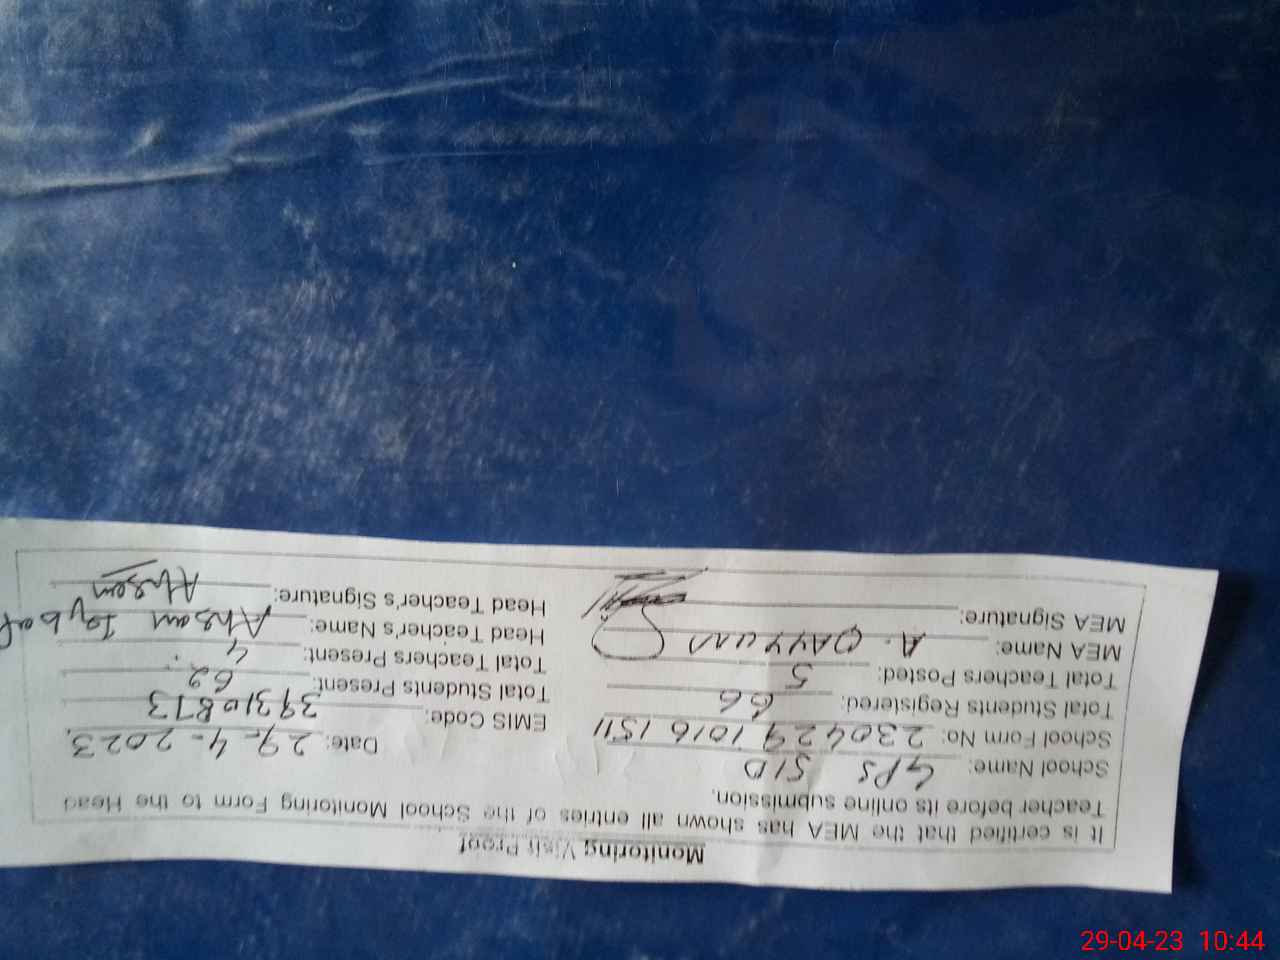 Monitoring Visit Proof
It is certified that the MEA has shown all entries of the School Monitoring Form to the Head
Teacher before its online submission.
School Name: GPS 51D
School Form No: 230429 1016 1511 Date: 29-4-2023,
Total Students Registered: 66 EMIS Code: 39310873
Total Teachers Posted: 5 Total Students Present: 62
MEA Name: A. QAYYUM Total Teachers Present: 4
MEA Signature: Head Teacher's Name: Ahsan Iqbal
Head Teacher's Signature: Ahsan
29-04-23 10:44